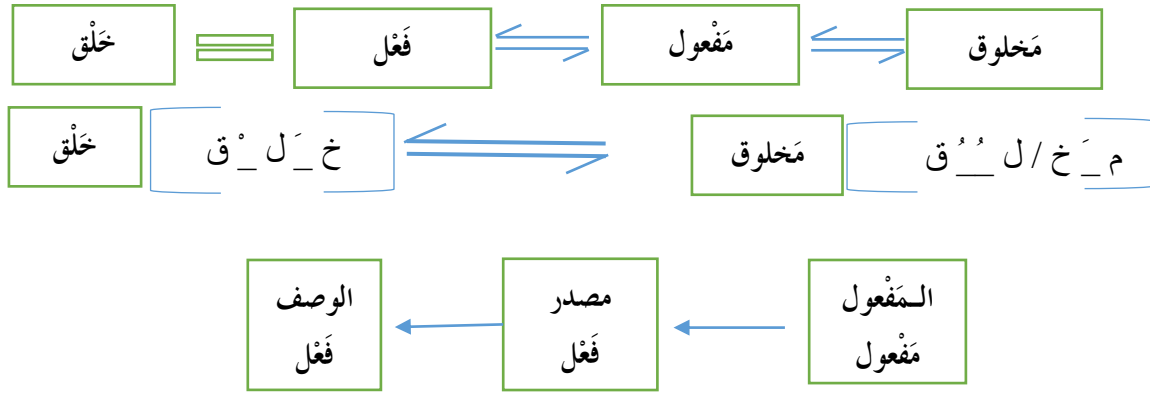 مَخلوق مَفْعول فَعْل خَلْق
م ـَ خ / ل ـُ ـُ ق مَخلوق خ ـَ ل ـْ ق خَلْق
الـمَفْعول مصدر الوصف
مَفْعول فَعْل فَعْل